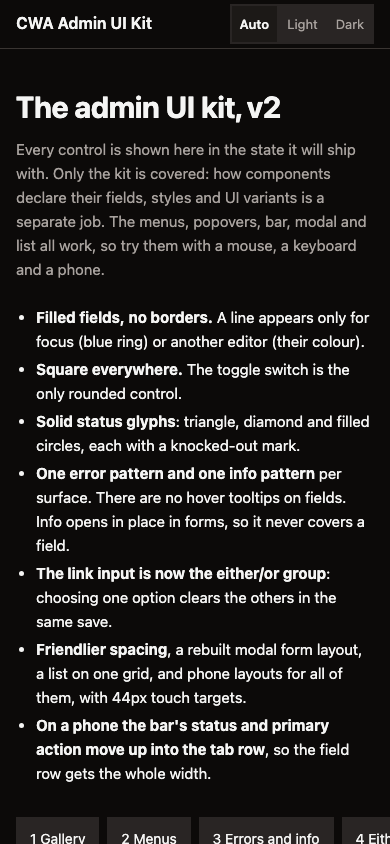 CWA Admin UI Kit
Auto Light Dark
The admin UI kit, v2
Every control is shown here in the state it will ship
with. Only the kit is covered: how components
declare their fields, styles and UI variants is a
separate job. The menus, popovers, bar, modal and
list all work, so try them with a mouse, a keyboard
and a phone.
• Filled fields, no borders. A line appears only for
focus (blue ring) or another editor (their colour).
• Square everywhere. The toggle switch is the
only rounded control.
• Solid status glyphs: triangle, diamond and filled
circles, each with a knocked-out mark.
• One error pattern and one info pattern per
surface. There are no hover tooltips on fields.
Info opens in place in forms, so it never covers a
field.
• The link input is now the either/or group:
choosing one option clears the others in the
same save.
• Friendlier spacing, a rebuilt modal form layout,
a list on one grid, and phone layouts for all of
them, with 44px touch targets.
• On a phone the bar's status and primary
action move up into the tab row, so the field
row gets the whole width.
1 Gallery 2 Menus 3 Errors and info 4 Eith